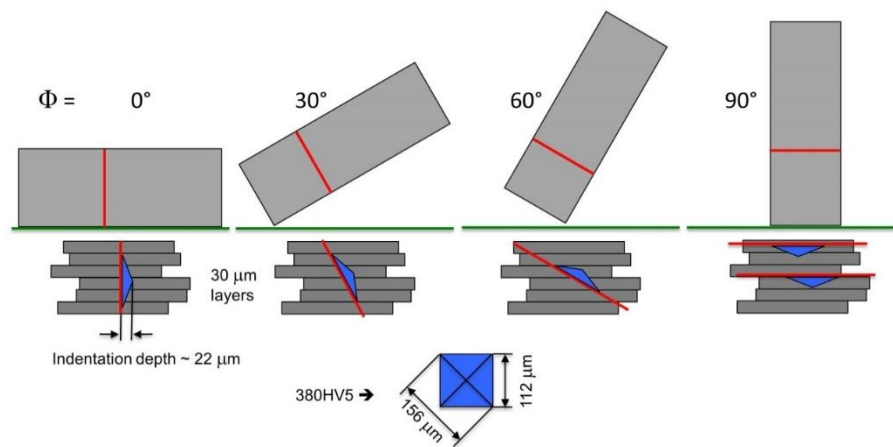 Φ = 0° 30° 60° 90°
30 μm
layers
Indentation depth ~ 22 μm
380HV5 ➔
156 μm
112 μm